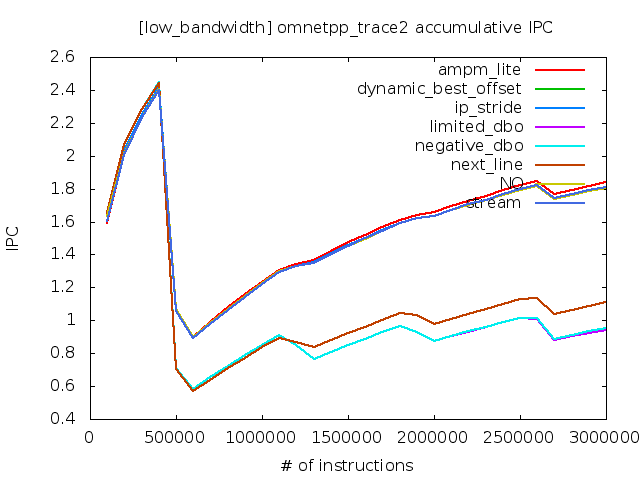 [low_bandwidth] omnetpp_trace2 accumulative IPC
2.6
2.4
2.2
2
1.8
1.6
1.4
1.2
1
0.8
0.6
0.4
IPC
ampm_lite
dynamic_best_offset
ip_stride
limited_dbo
negative_dbo
next_line
NO
stream
0 500000 1000000 1500000 2000000 2500000 3000000
# of instructions